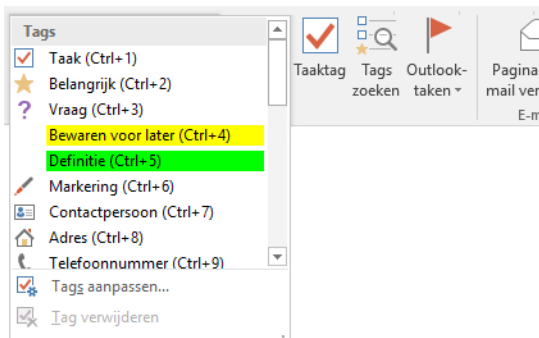 Tags
Taak (Ctrl+1)
Belangrijk (Ctrl+2)
Vraag (Ctrl+3)
Bewaren voor later (Ctrl+4)
Definitie (Ctrl+5)
Markering (Ctrl+6)
Contactpersoon (Ctrl+7)
Adres (Ctrl+8)
Telefoonnummer (Ctrl+9)
Tags aanpassen...
Tag verwijderen
Taaktag
Tags
zoeken
Outlook-
taken
Pagina
mail ver
E-m